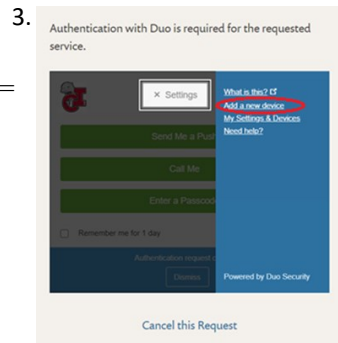 3.
Authentication with Duo is required for the requested
service.
× Settings
What is this?
Add a new device
My Settings & Devices
Need help?
Send Me a Push
Call Me
Enter a Passcode
Remember me for 1 day.
Authentication request
Dismiss
Powered by Duo Security
Cancel this Request